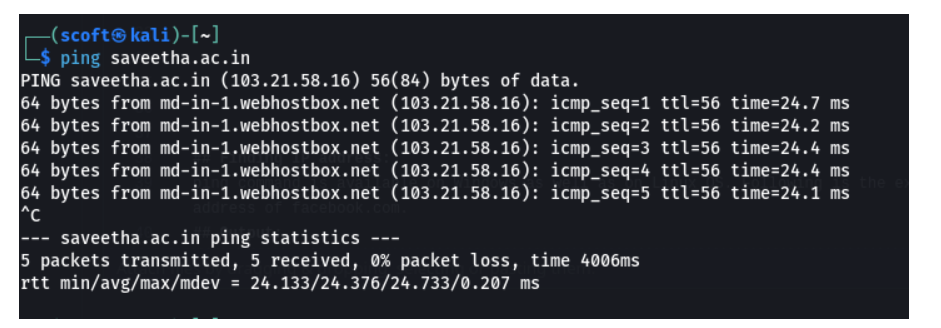 ┌──(scoft㉿kali)-[~]
└─$ ping saveetha.ac.in
PING saveetha.ac.in (103.21.58.16) 56(84) bytes of data.
64 bytes from md-in-1.webhostbox.net (103.21.58.16): icmp_seq=1 ttl=56 time=24.7 ms
64 bytes from md-in-1.webhostbox.net (103.21.58.16): icmp_seq=2 ttl=56 time=24.2 ms
64 bytes from md-in-1.webhostbox.net (103.21.58.16): icmp_seq=3 ttl=56 time=24.4 ms
64 bytes from md-in-1.webhostbox.net (103.21.58.16): icmp_seq=4 ttl=56 time=24.4 ms
64 bytes from md-in-1.webhostbox.net (103.21.58.16): icmp_seq=5 ttl=56 time=24.1 ms
^C
address of facebook.com.
--- saveetha.ac.in ping statistics ---
5 packets transmitted, 5 received, 0% packet loss, time 4006ms
rtt min/avg/max/mdev = 24.133/24.376/24.733/0.207 ms